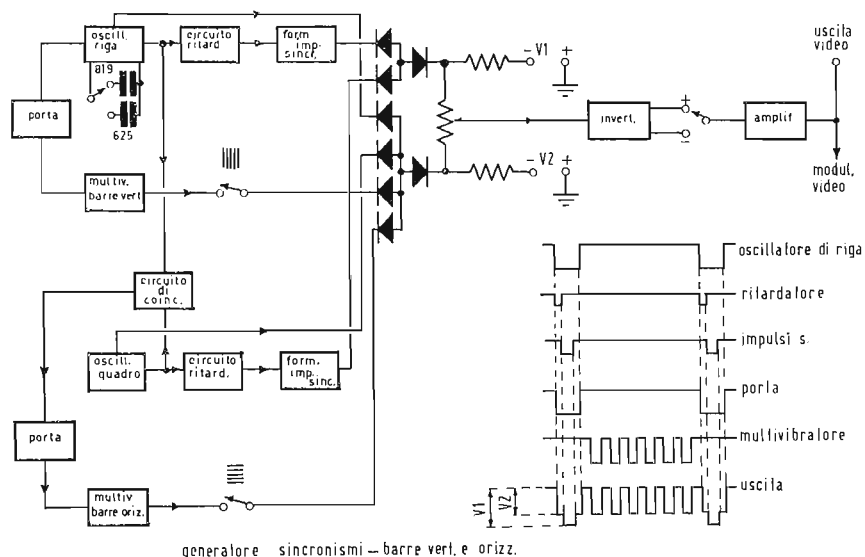 oscill.
riga
circuito
ritard
form
imp.
sincr.
819
625
porta
multiv.
barre vert
- V1 +
- V2 +
invert.
+
-
amplif
uscita
video
modul.
video
circuito
di
coinc.
oscill.
quadro
circuito
ritard.
form.
imp.
sinc.
porta
multiv
barre oriz.
oscillatore di riga
ritardatore
impulsi s.
porta
multivibratore
uscita
V1
V2
generatore sincronismi - barre vert. e orizz.